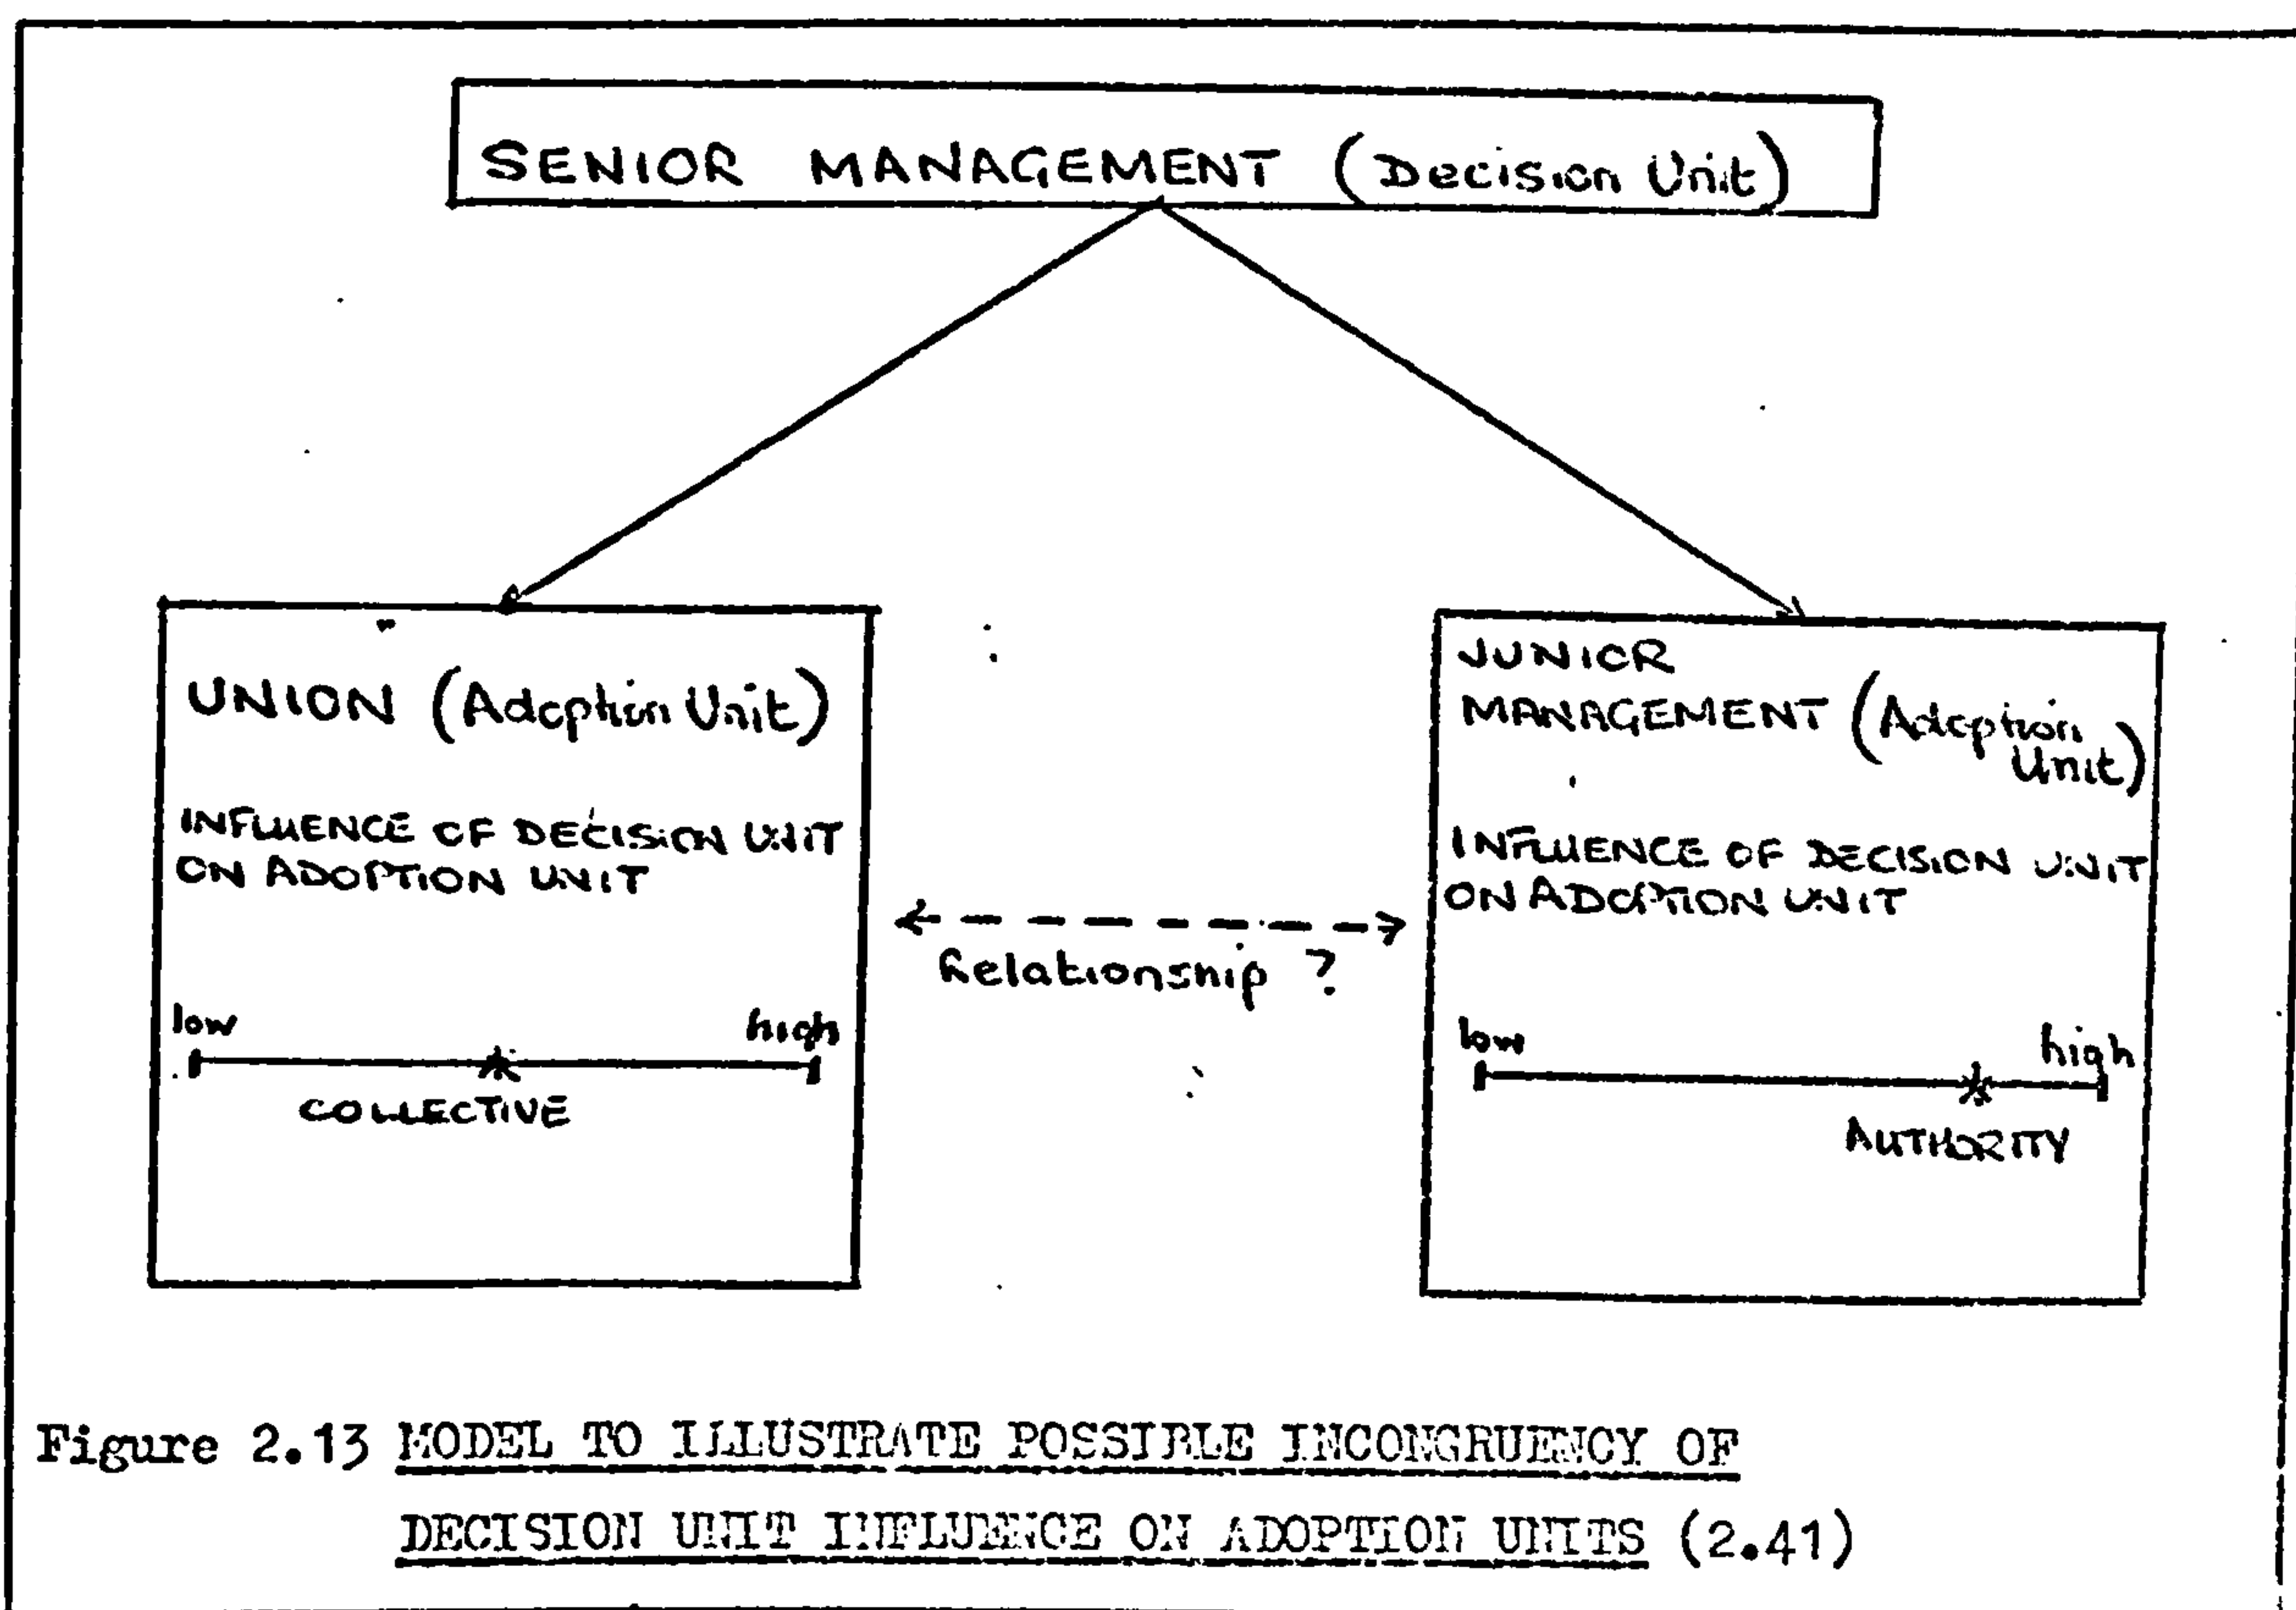 SENIOR MANAGEMENT (Decision Unit)
UNION (Adoption Unit)
INFLUENCE OF DECISION UNIT
ON ADOPTION UNIT
low high
COLLECTIVE
Relationship ?
JUNIOR
MANAGEMENT (Adoption
Unit)
INFLUENCE OF DECISION UNIT
ON ADOPTION UNIT
low high
AUTHORITY
Figure 2.13 MODEL TO ILLUSTRATE POSSIBLE INCONGRUENCY OF
DECISION UNIT INFLUENCE ON ADOPTION UNITS (2.41)